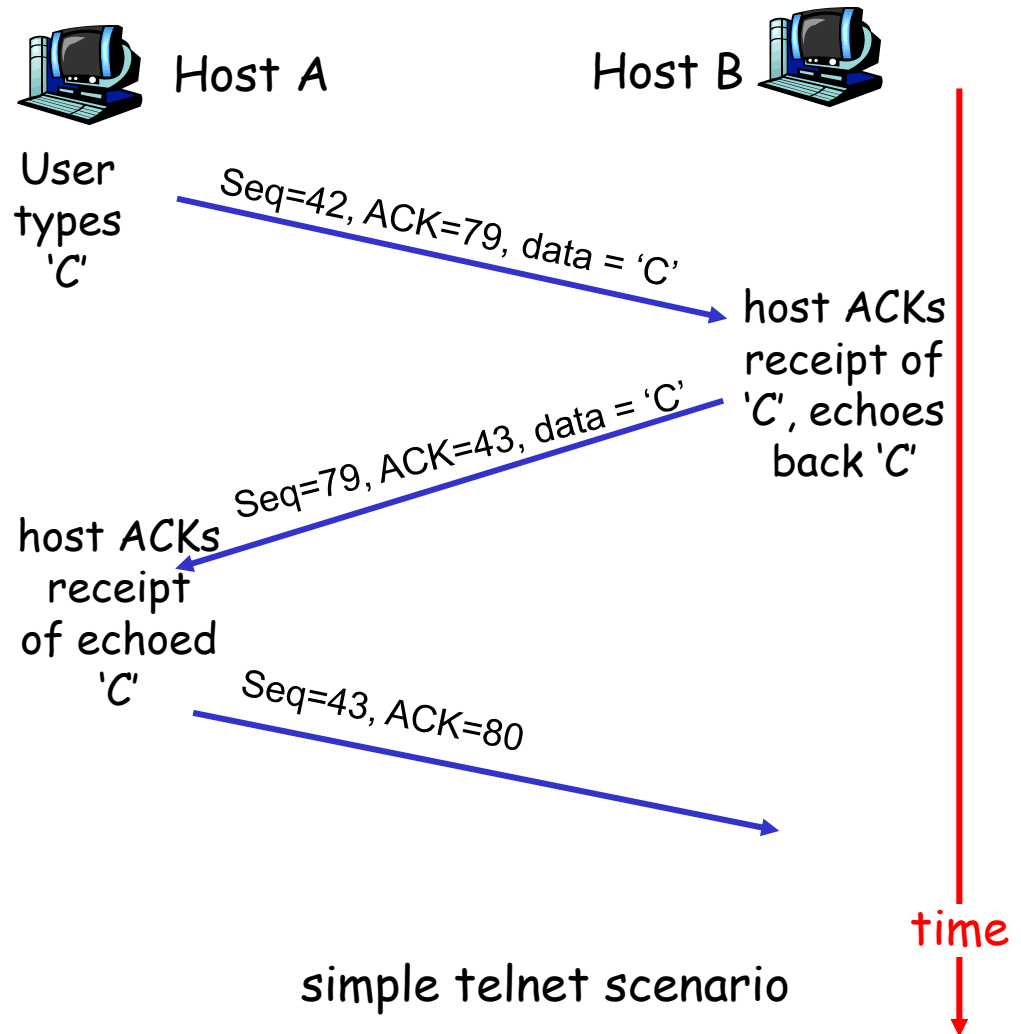 Host A
Host B
User
types
‘C’
Seq=42, ACK=79, data = ‘C’
host ACKs
receipt of
‘C’, echoes
back ‘C’
Seq=79, ACK=43, data = ‘C’
host ACKs
receipt
of echoed
‘C’
Seq=43, ACK=80
time
simple telnet scenario